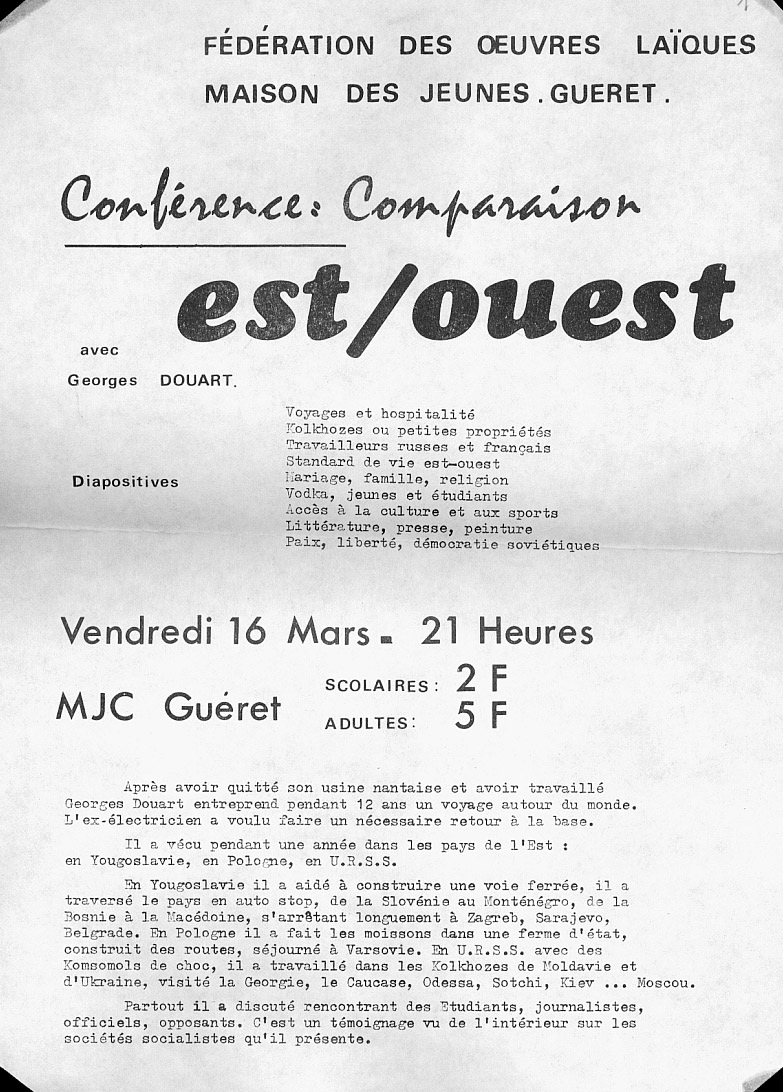 FÉDÉRATION DES ŒUVRES LAÏQUES
MAISON DES JEUNES . GUERET .
Conférence: Comparaison
est/ouest
avec
Georges DOUART.
Diapositives
Voyages et hospitalité
Kolkhozes ou petites propriétés
Travailleurs russes et français
Standard de vie est-ouest
Mariage, famille, religion
Vodka, jeunes et étudiants
Accès à la culture et aux sports
Littérature, presse, peinture
Paix, liberté, démocratie soviétiques
Vendredi 16 Mars - 21 Heures
MJC Guéret
SCOLAIRES: 2 F
ADULTES: 5 F
Après avoir quitté son usine nantaise et avoir travaillé
Georges Douart entreprend pendant 12 ans un voyage autour du monde.
L'ex-électricien a voulu faire un nécessaire retour à la base.
Il a vécu pendant une année dans les pays de l'Est :
en Yougoslavie, en Pologne, en U.R.S.S.
En Yougoslavie il a aidé à construire une voie ferrée, il a
traversé le pays en auto stop, de la Slovénie au Monténégro, de la
Bosnie à la Macédoine, s'arrêtant longuement à Zagreb, Sarajevo,
Belgrade. En Pologne il a fait les moissons dans une ferme d'état,
construit des routes, séjourné à Varsovie. En U.R.S.S. avec des
Komsomols de choc, il a travaillé dans les Kolkhozes de Moldavie et
d'Ukraine, visité la Georgie, le Caucase, Odessa, Sotchi, Kiev ... Moscou.
Partout il a discuté rencontrant des Etudiants, journalistes,
officiels, opposants. C'est un témoignage vu de l'intérieur sur les
sociétés socialistes qu'il présente.